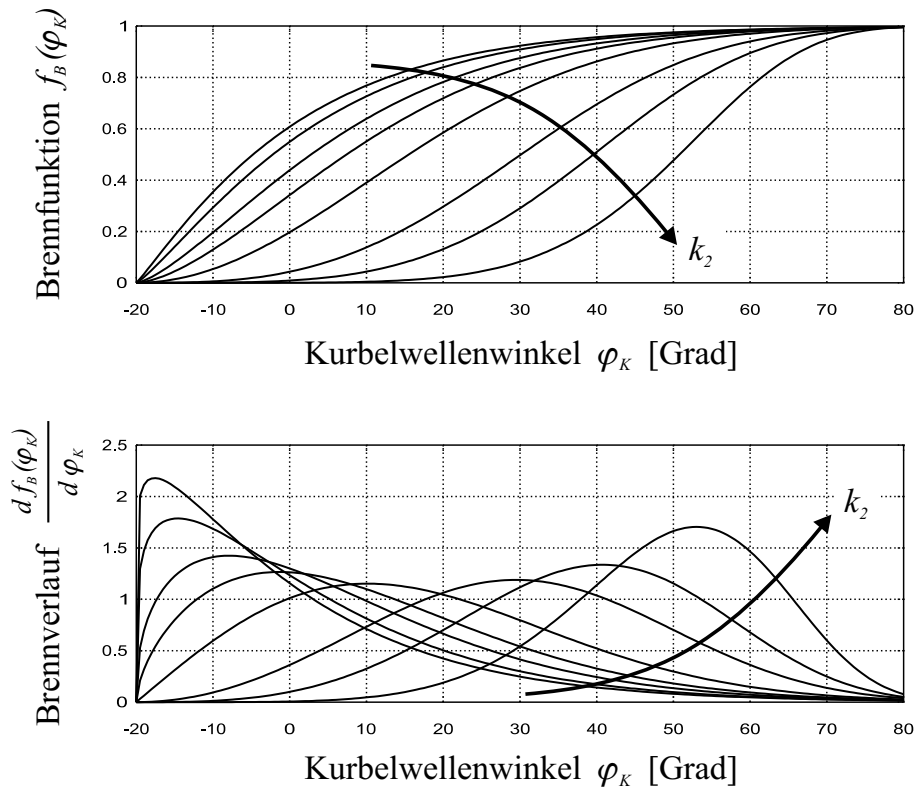 Brennfunktion f_B(φ_K)
1
0.8
0.6
0.4
0.2
0
k_2
-20 -10 0 10 20 30 40 50 60 70 80
Kurbelwellenwinkel φ_K [Grad]
Brennverlauf d f_B(φ_K) / d φ_K
2.5
2
1.5
1
0.5
0
k_2
-20 -10 0 10 20 30 40 50 60 70 80
Kurbelwellenwinkel φ_K [Grad]